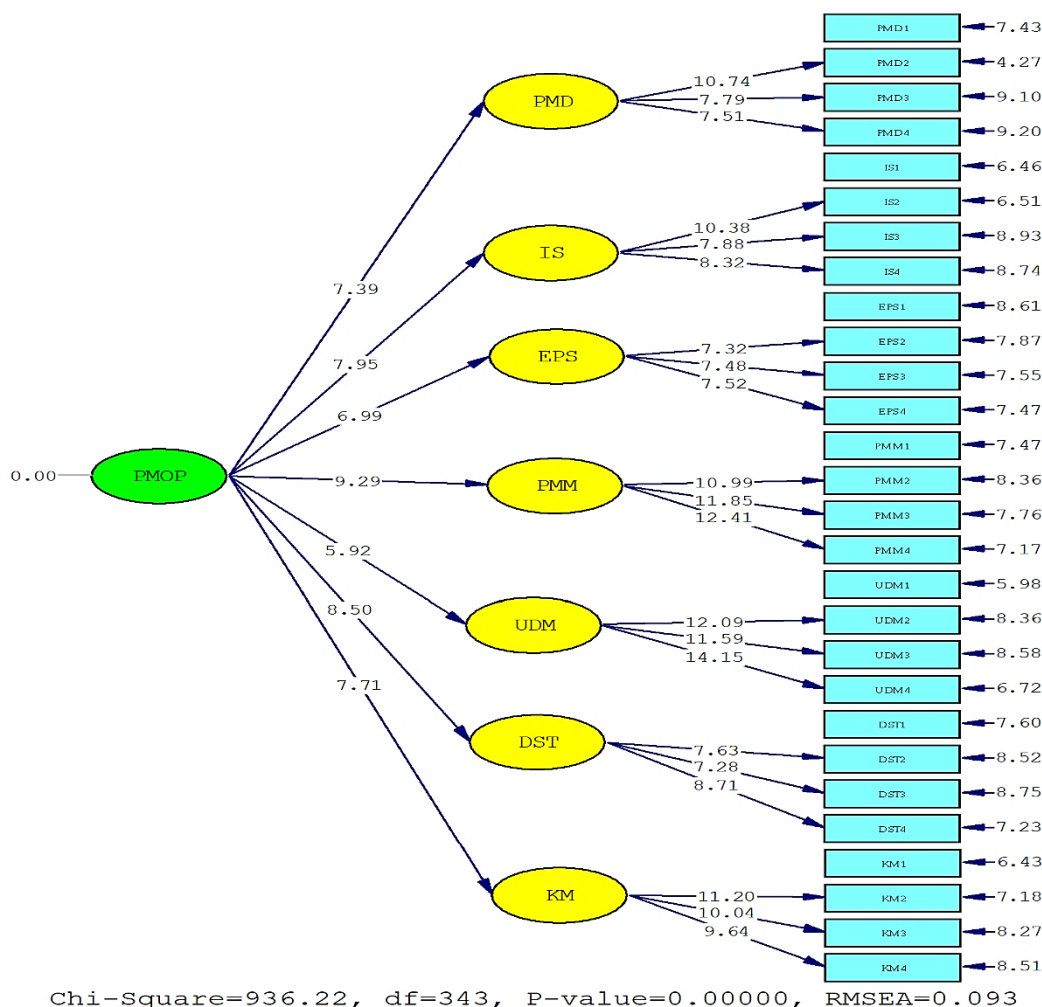 PMD1 7.43
PMD2 4.27
10.74
PMD 7.79 PMD3 9.10
7.51
PMD4 9.20
IS1 6.46
IS2 6.51
10.38
IS 7.88 IS3 8.93
8.32
IS4 8.74
7.39
EPS1 8.61
EPS2 7.87
7.32
EPS 7.48 EPS3 7.55
7.95 7.52
EPS4 7.47
6.99
PMM1 7.47
0.00 PMOP 9.29 PMM 10.99 PMM2 8.36
11.85 PMM3 7.76
12.41
PMM4 7.17
5.92
UDM1 5.98
8.50
UDM 12.09 UDM2 8.36
11.59
14.15 UDM3 8.58
7.71 UDM4 6.72
DST1 7.60
DST 7.63 DST2 8.52
7.28
8.71 DST3 8.75
DST4 7.23
KM1 6.43
KM 11.20 KM2 7.18
10.04
9.64 KM3 8.27
KM4 8.51
Chi-Square=936.22, df=343, P-value=0.00000, RMSEA=0.093